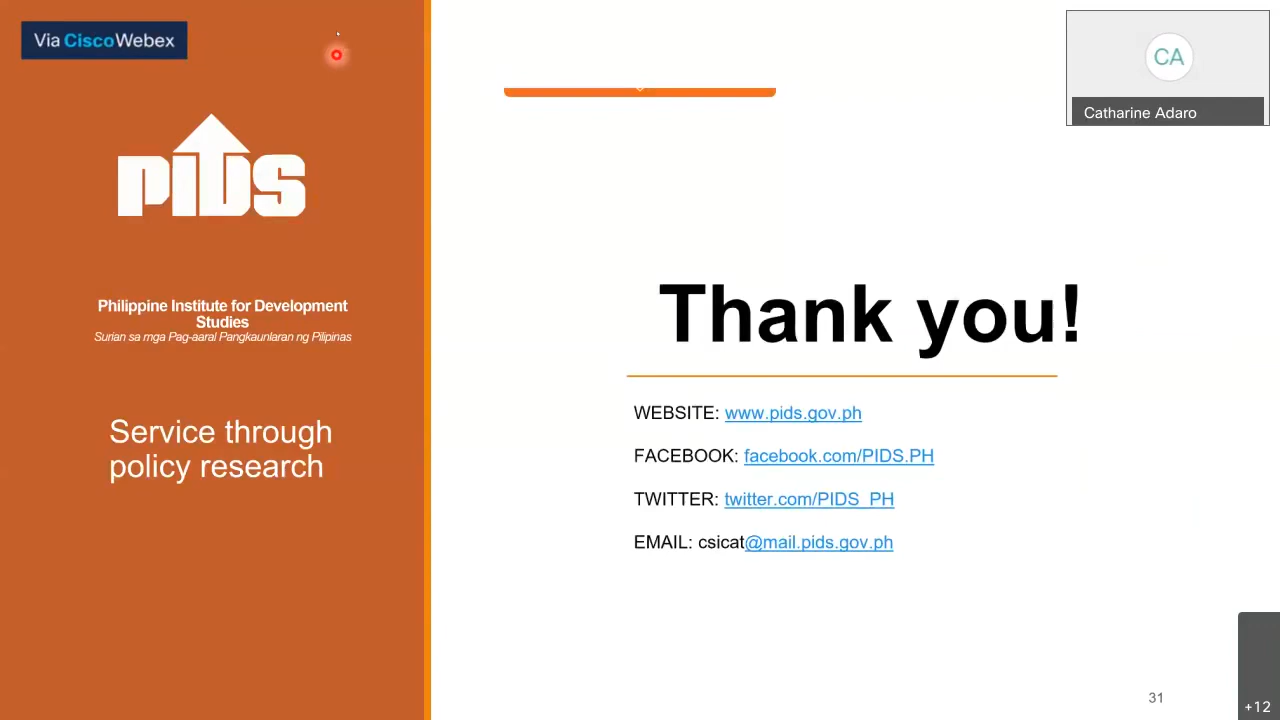 Via CiscoWebex
PIDS
Philippine Institute for Development
Studies
Surian sa mga Pag-aaral Pangkaunlaran ng Pilipinas
Service through
policy research
CA
Catharine Adaro
Thank you!
WEBSITE: www.pids.gov.ph
FACEBOOK: facebook.com/PIDS.PH
TWITTER: twitter.com/PIDS_PH
EMAIL: csicat@mail.pids.gov.ph
31
+12